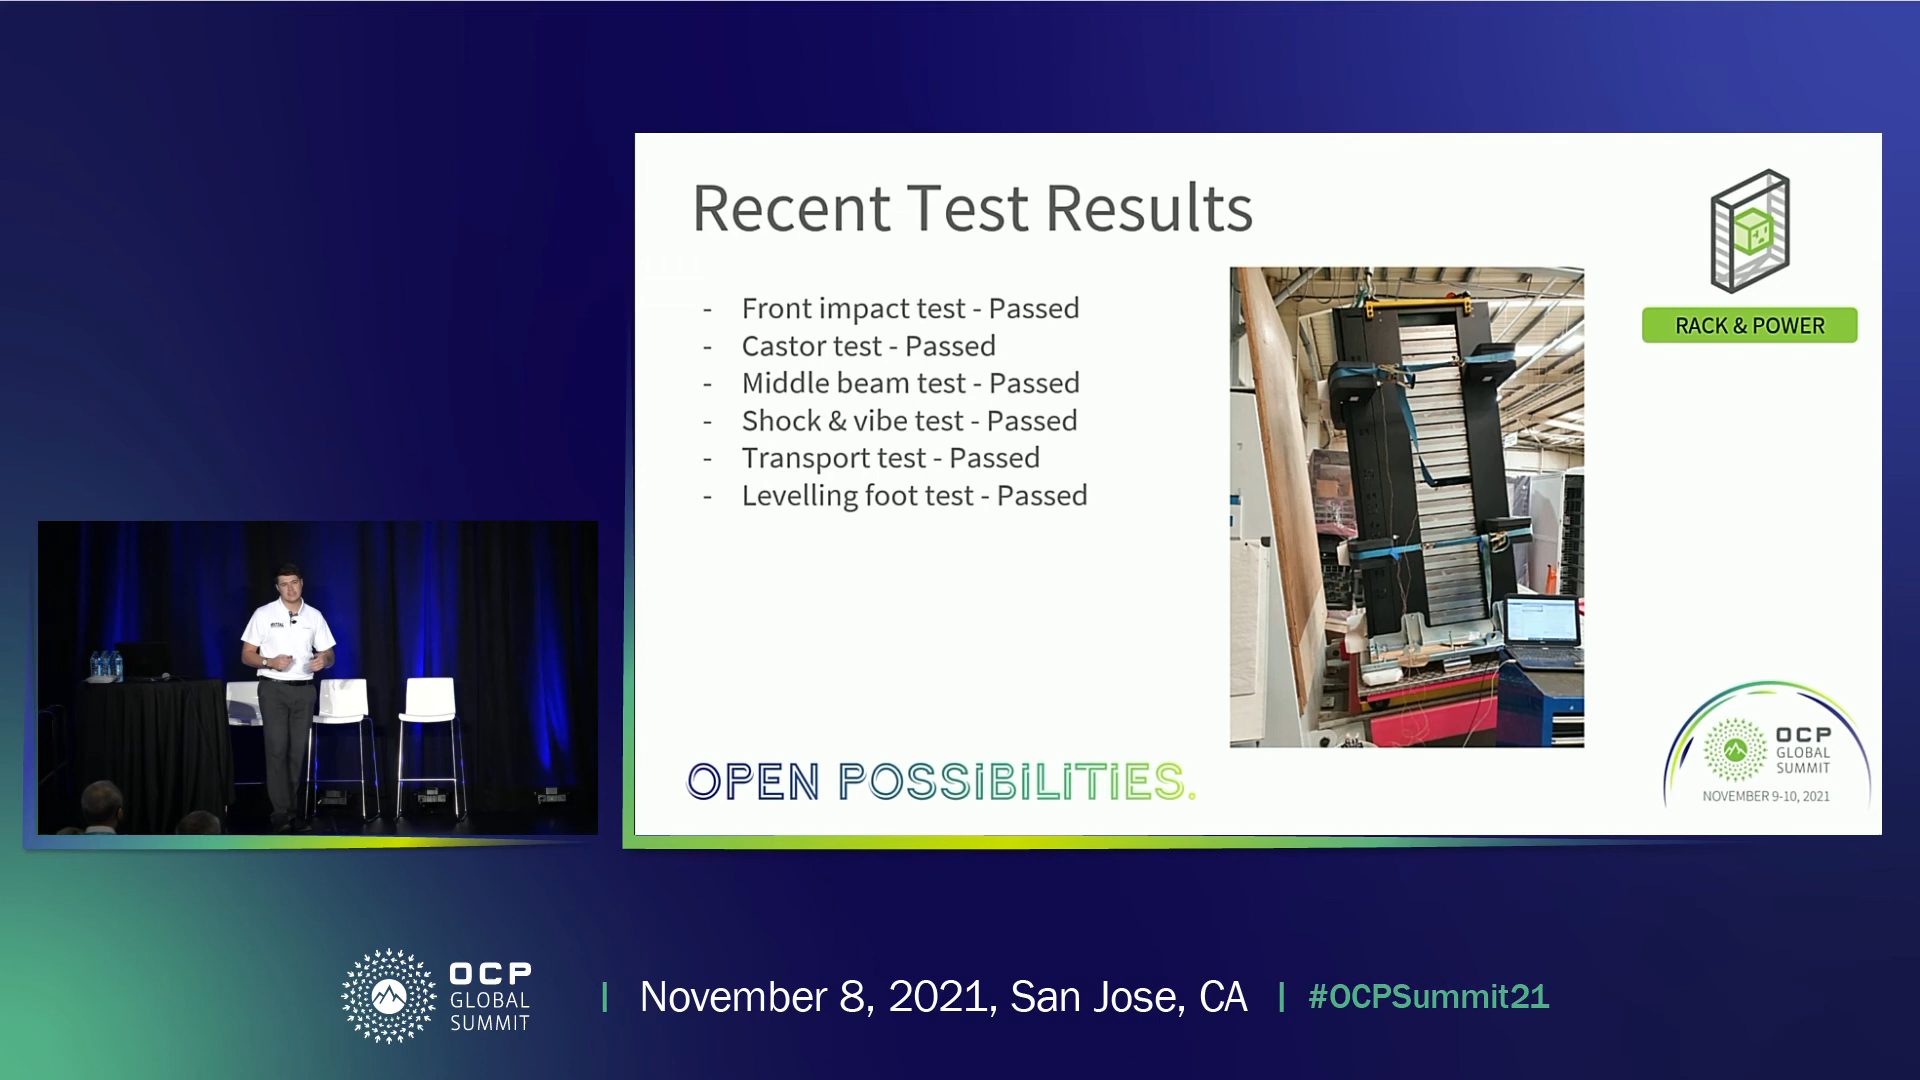 Recent Test Results
- Front impact test - Passed
- Castor test - Passed
- Middle beam test - Passed
- Shock & vibe test - Passed
- Transport test - Passed
- Levelling foot test - Passed
RACK & POWER
OPEN POSSIBILITIES.
OCP
GLOBAL
SUMMIT
NOVEMBER 9-10, 2021
OCP
GLOBAL
SUMMIT
| November 8, 2021, San Jose, CA | #OCPSummit21